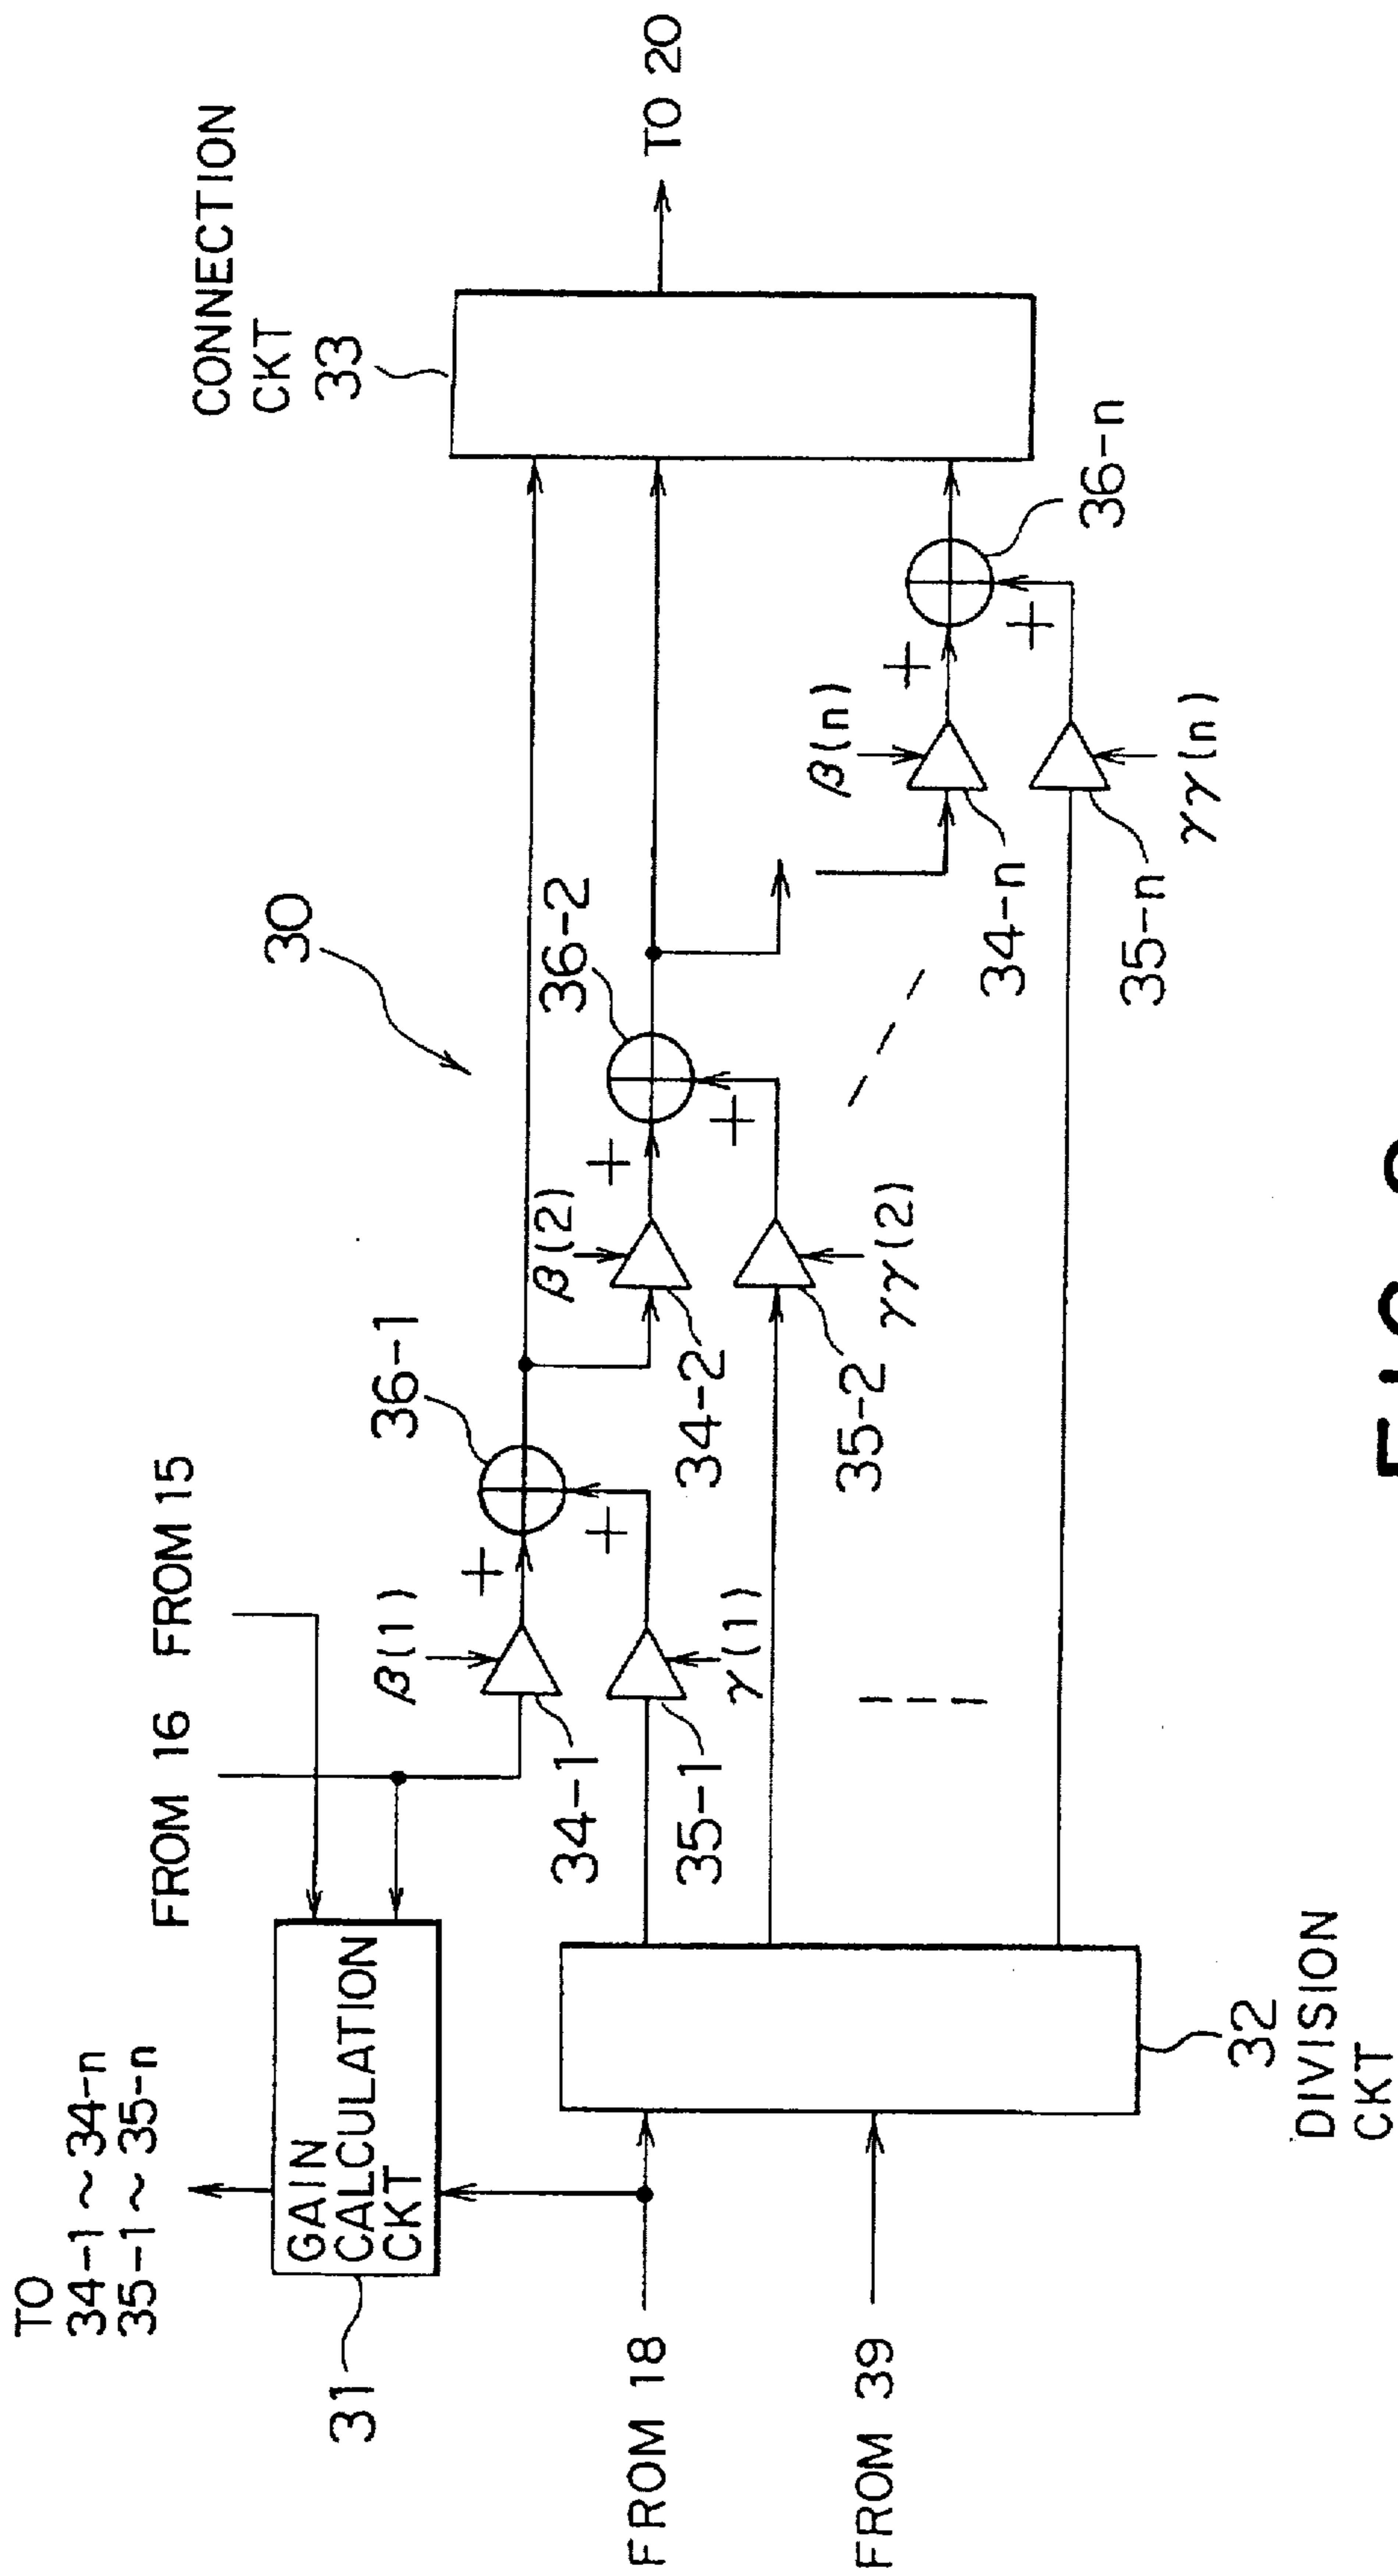 TO
34-1 ~ 34-n
35-1 ~ 35-n
FROM 16
FROM 15
GAIN
CALCULATION
CKT
31
30
CONNECTION
CKT
33
TO 20
β(1)
36-1
34-1
35-1
γ(1)
β(2)
36-2
34-2
35-2
γγ(2)
β(n)
36-n
34-n
35-n
γγ(n)
+
+
+
+
+
+
FROM 18
FROM 39
32
DIVISION
CKT